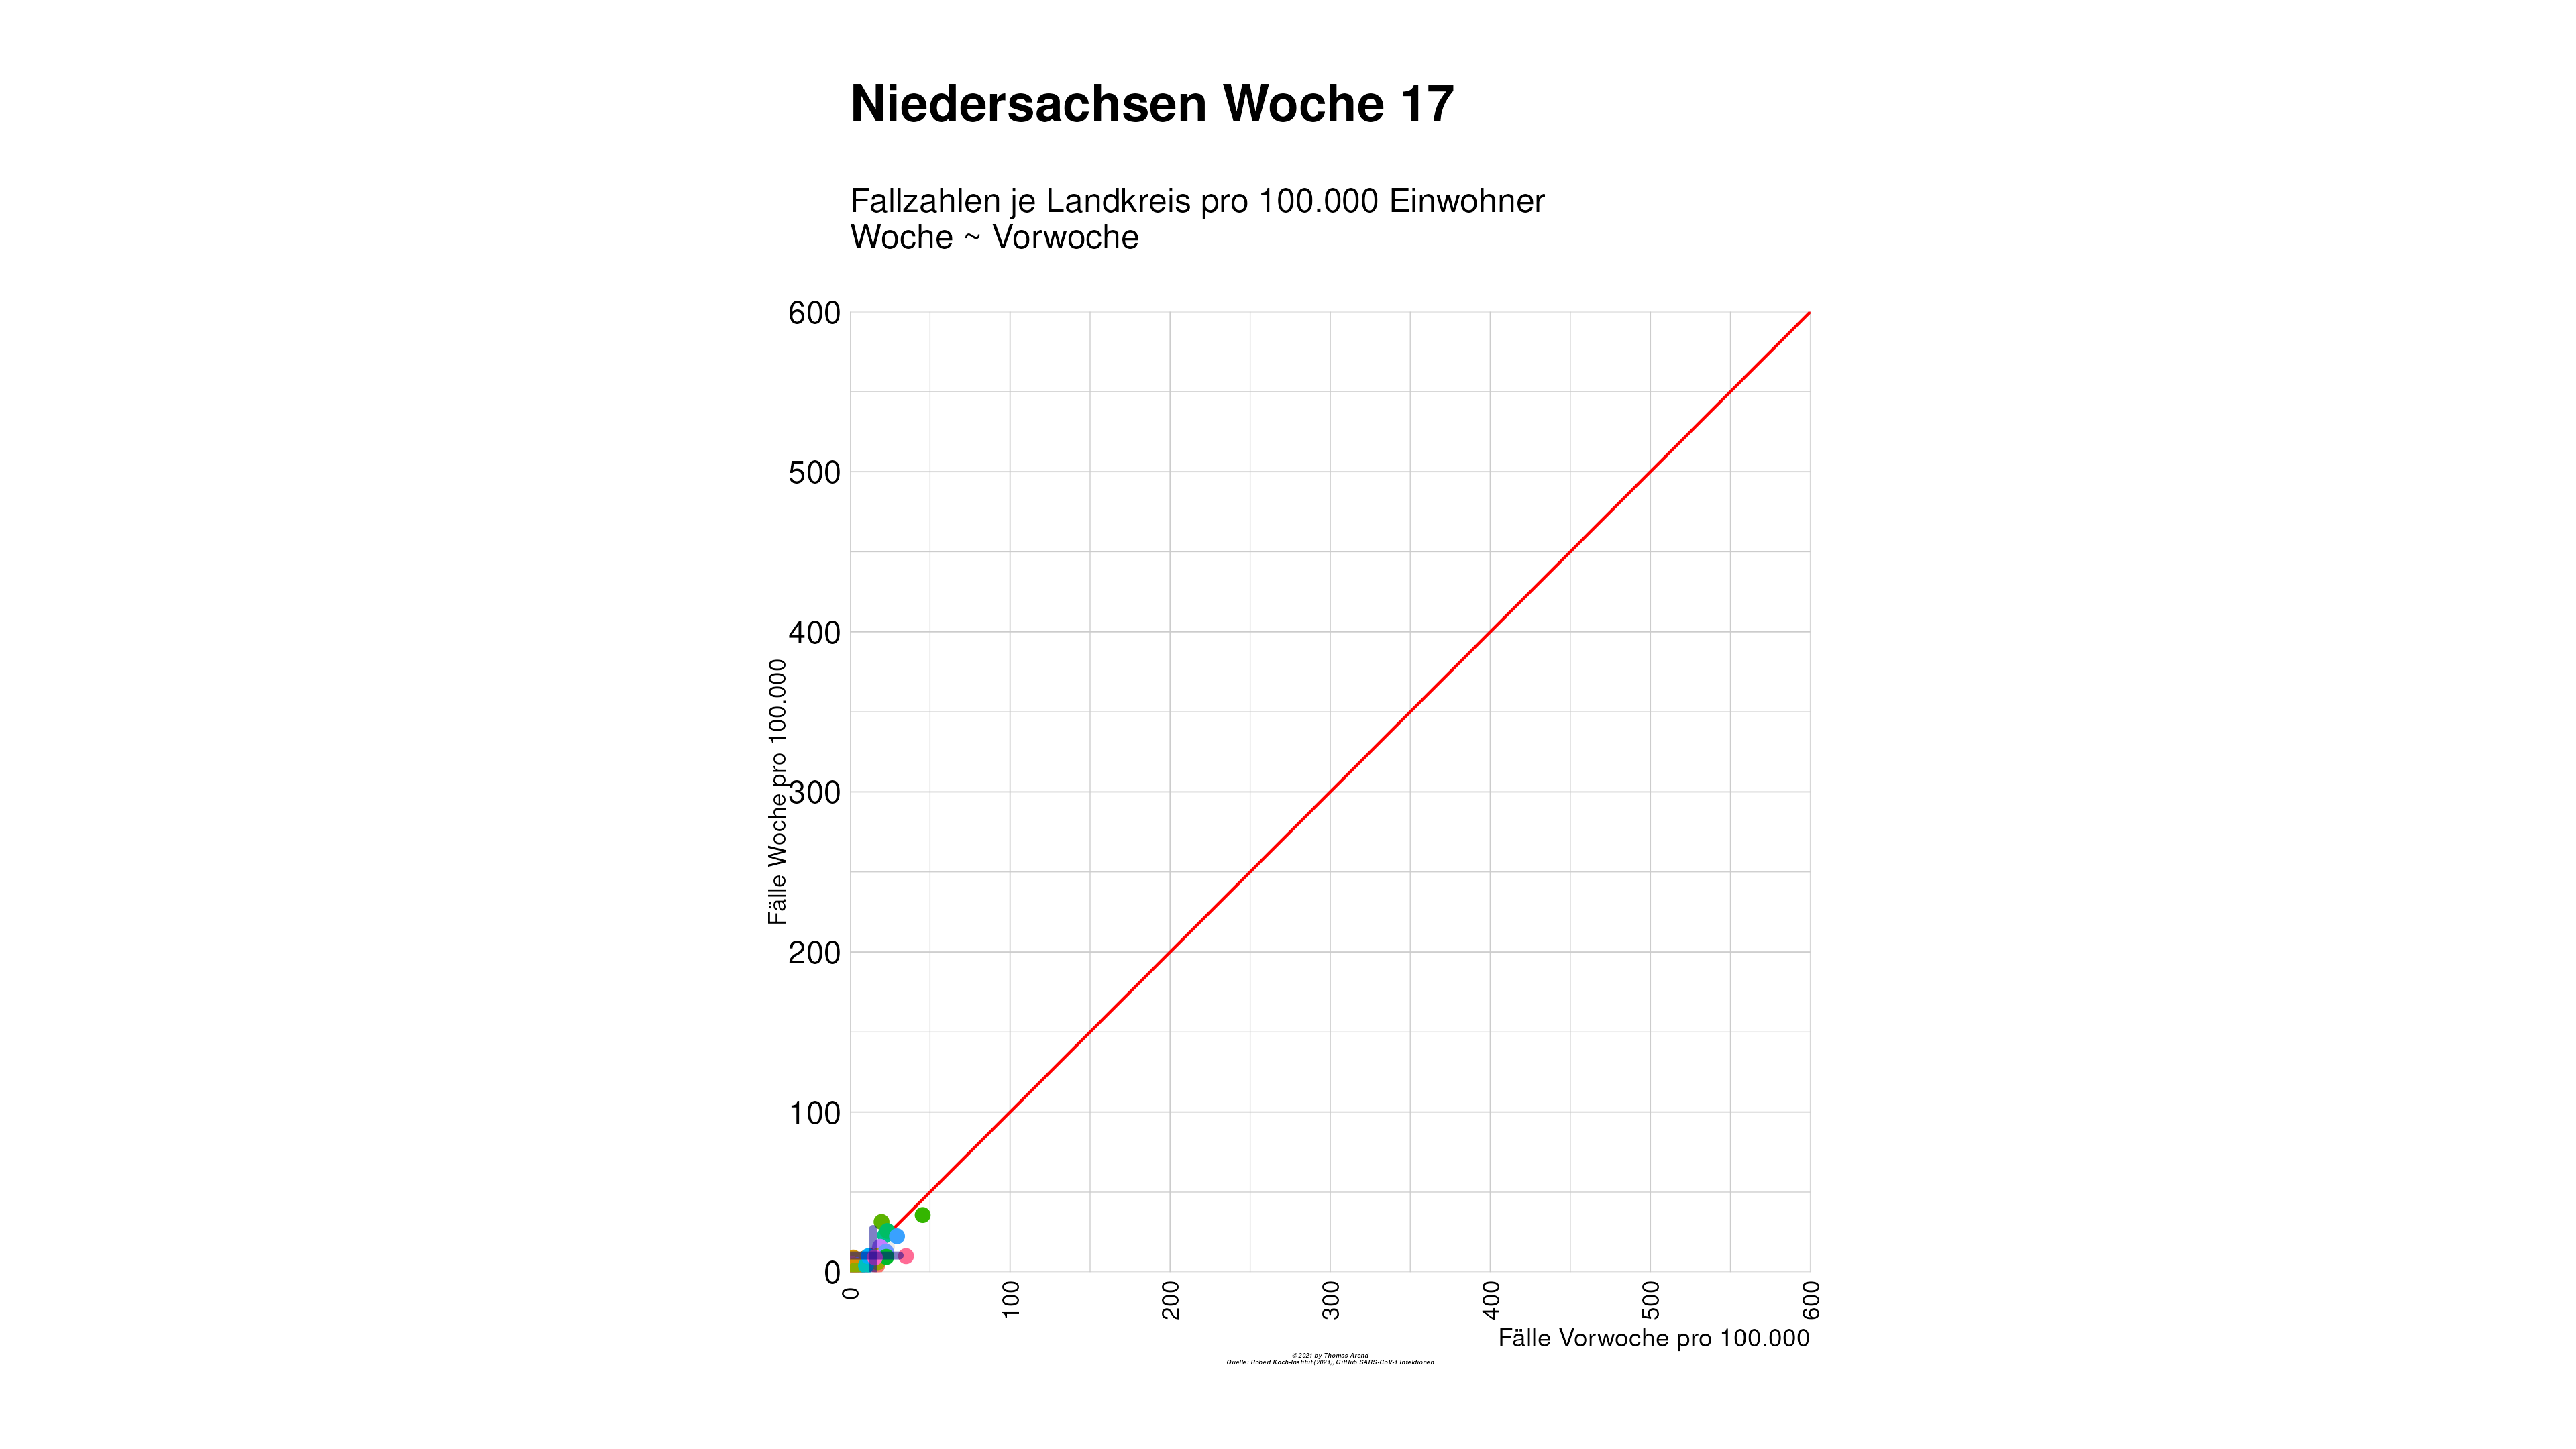 Niedersachsen Woche 17
Fallzahlen je Landkreis pro 100.000 Einwohner
Woche ~ Vorwoche
600
500
400
300
200
100
0
Fälle Woche pro 100.000
0
100
200
300
400
500
600
Fälle Vorwoche pro 100.000
© 2021 by Thomas Arend
Quelle: Robert Koch-Institut (2021), GitHub SARS-CoV-1 Infektionen